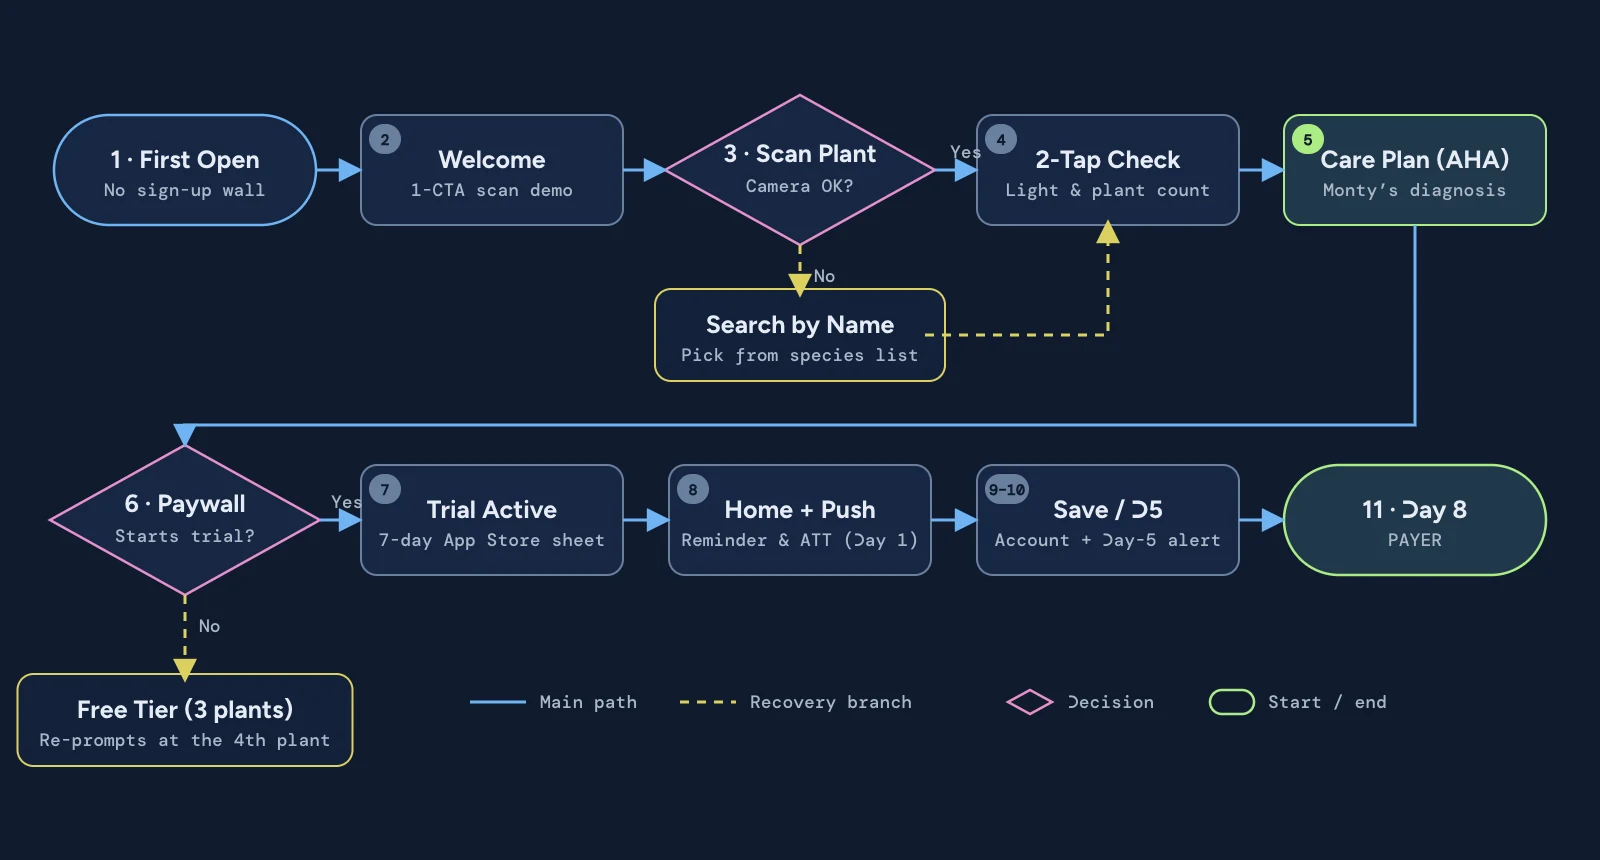 1 · First Open
No sign-up wall
2
Welcome
1-CTA scan demo
3 · Scan Plant
Camera OK?
Yes
4
2-Tap Check
Light & plant count
5
Care Plan (AHA)
Monty’s diagnosis
No
Search by Name
Pick from species list
6 · Paywall
Starts trial?
Yes
7
Trial Active
7-day App Store sheet
8
Home + Push
Reminder & ATT (Day 1)
9-10
Save / D5
Account + Day-5 alert
11 · Day 8
PAYER
No
Free Tier (3 plants)
Re-prompts at the 4th plant
Main path
Recovery branch
Decision
Start / end